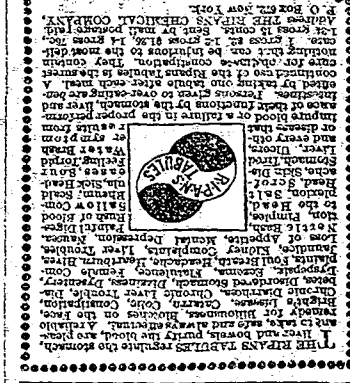 THE RIPANS TABULES regulate the stomach,
liver and bowels, purify the blood, are pleas-
ant to take, safe and always effectual. A reliable
remedy for Biliousness, Blotches on the Face,
Bright's Disease, Catarrh, Colic, Constipation,
Chronic Diarrhoea, Chronic Liver Trouble, Dia-
betes, Disordered Stomach, Dizziness, Dysentery,
Dyspepsia, Eczema, Flatulence, Female Com-
plaints, Foul Breath, Headache, Heartburn, Hives,
Jaundice, Kidney Complaints, Liver Troubles,
Loss of Appetite, Mental Depression, Nausea,
Nettle Rash, Painful Diges-
tion, Pimples, Rush of Blood
to the Head, Sallow Com-
plexion, Salt Rheum, Scald
Head, Scrof- ula, Sick Head-
ache, Skin Dis- eases, Sour
Stomach, Tired Feeling, Torpid
Liver, Ulcers, Water Brash
and every oth- er symptom
or disease that results from
RIPANS
TABULES
impure blood or a failure in the proper perform-
ance of their functions by the stomach, liver and
intestines. Persons given to over-eating are ben-
efited by taking one tabule after each meal. A
continued use of the Ripans Tabules is the surest
cure for obstinate constipation. They contain
nothing that can be injurious to the most deli-
cate. 1 gross $2, 1-2 gross $1.25, 1-4 gross 75c.,
1-24 gross 15 cents. Sent by mail postage paid.
Address THE RIPANS CHEMICAL COMPANY,
P. O. Box 672, New York.